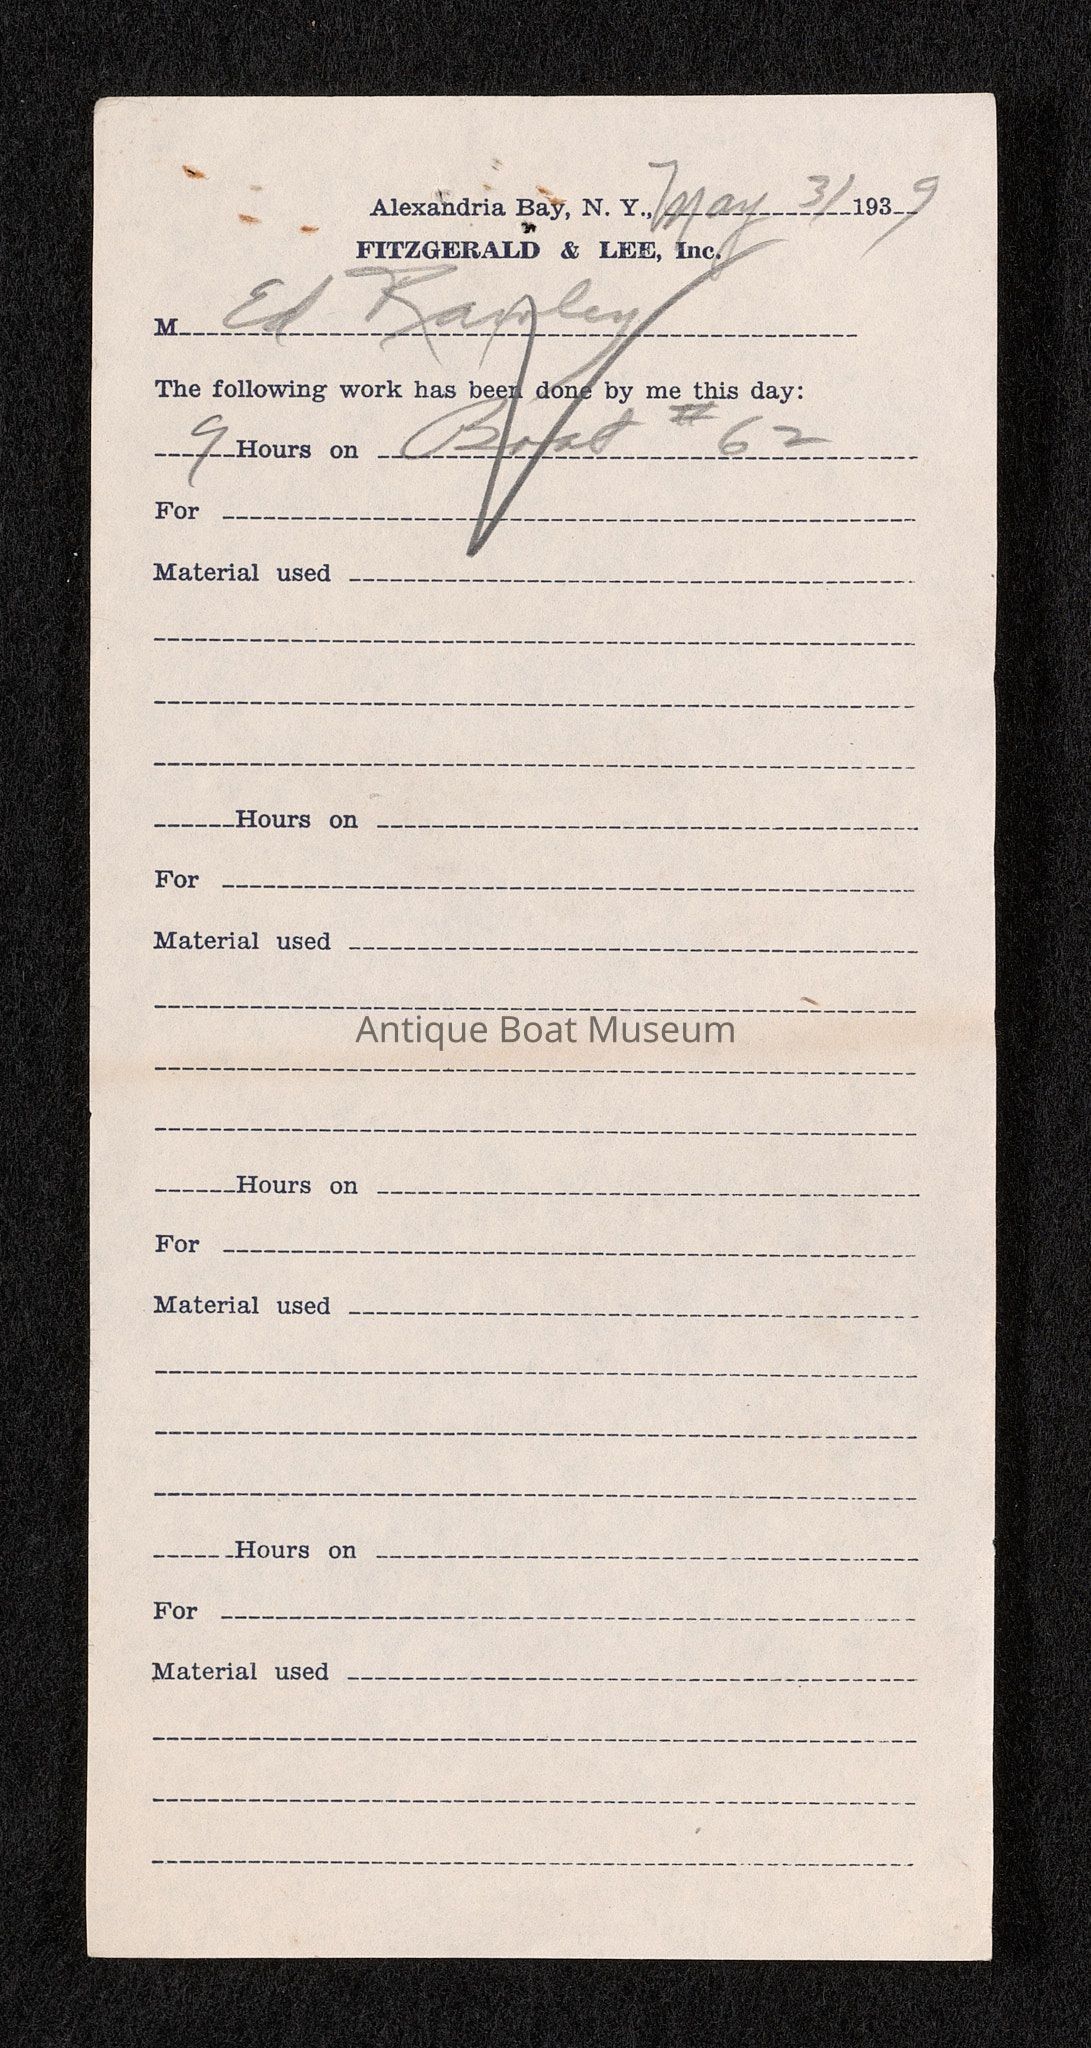 Alexandria Bay, N. Y., May 31 1939
FITZGERALD & LEE, Inc.
M Ed
The following work has been done by me this day:
9 Hours on Boat #62
For
Material used
Hours on
For
Material used
Antique Boat Museum
Hours on
For
Material used
Hours on
For
Material used